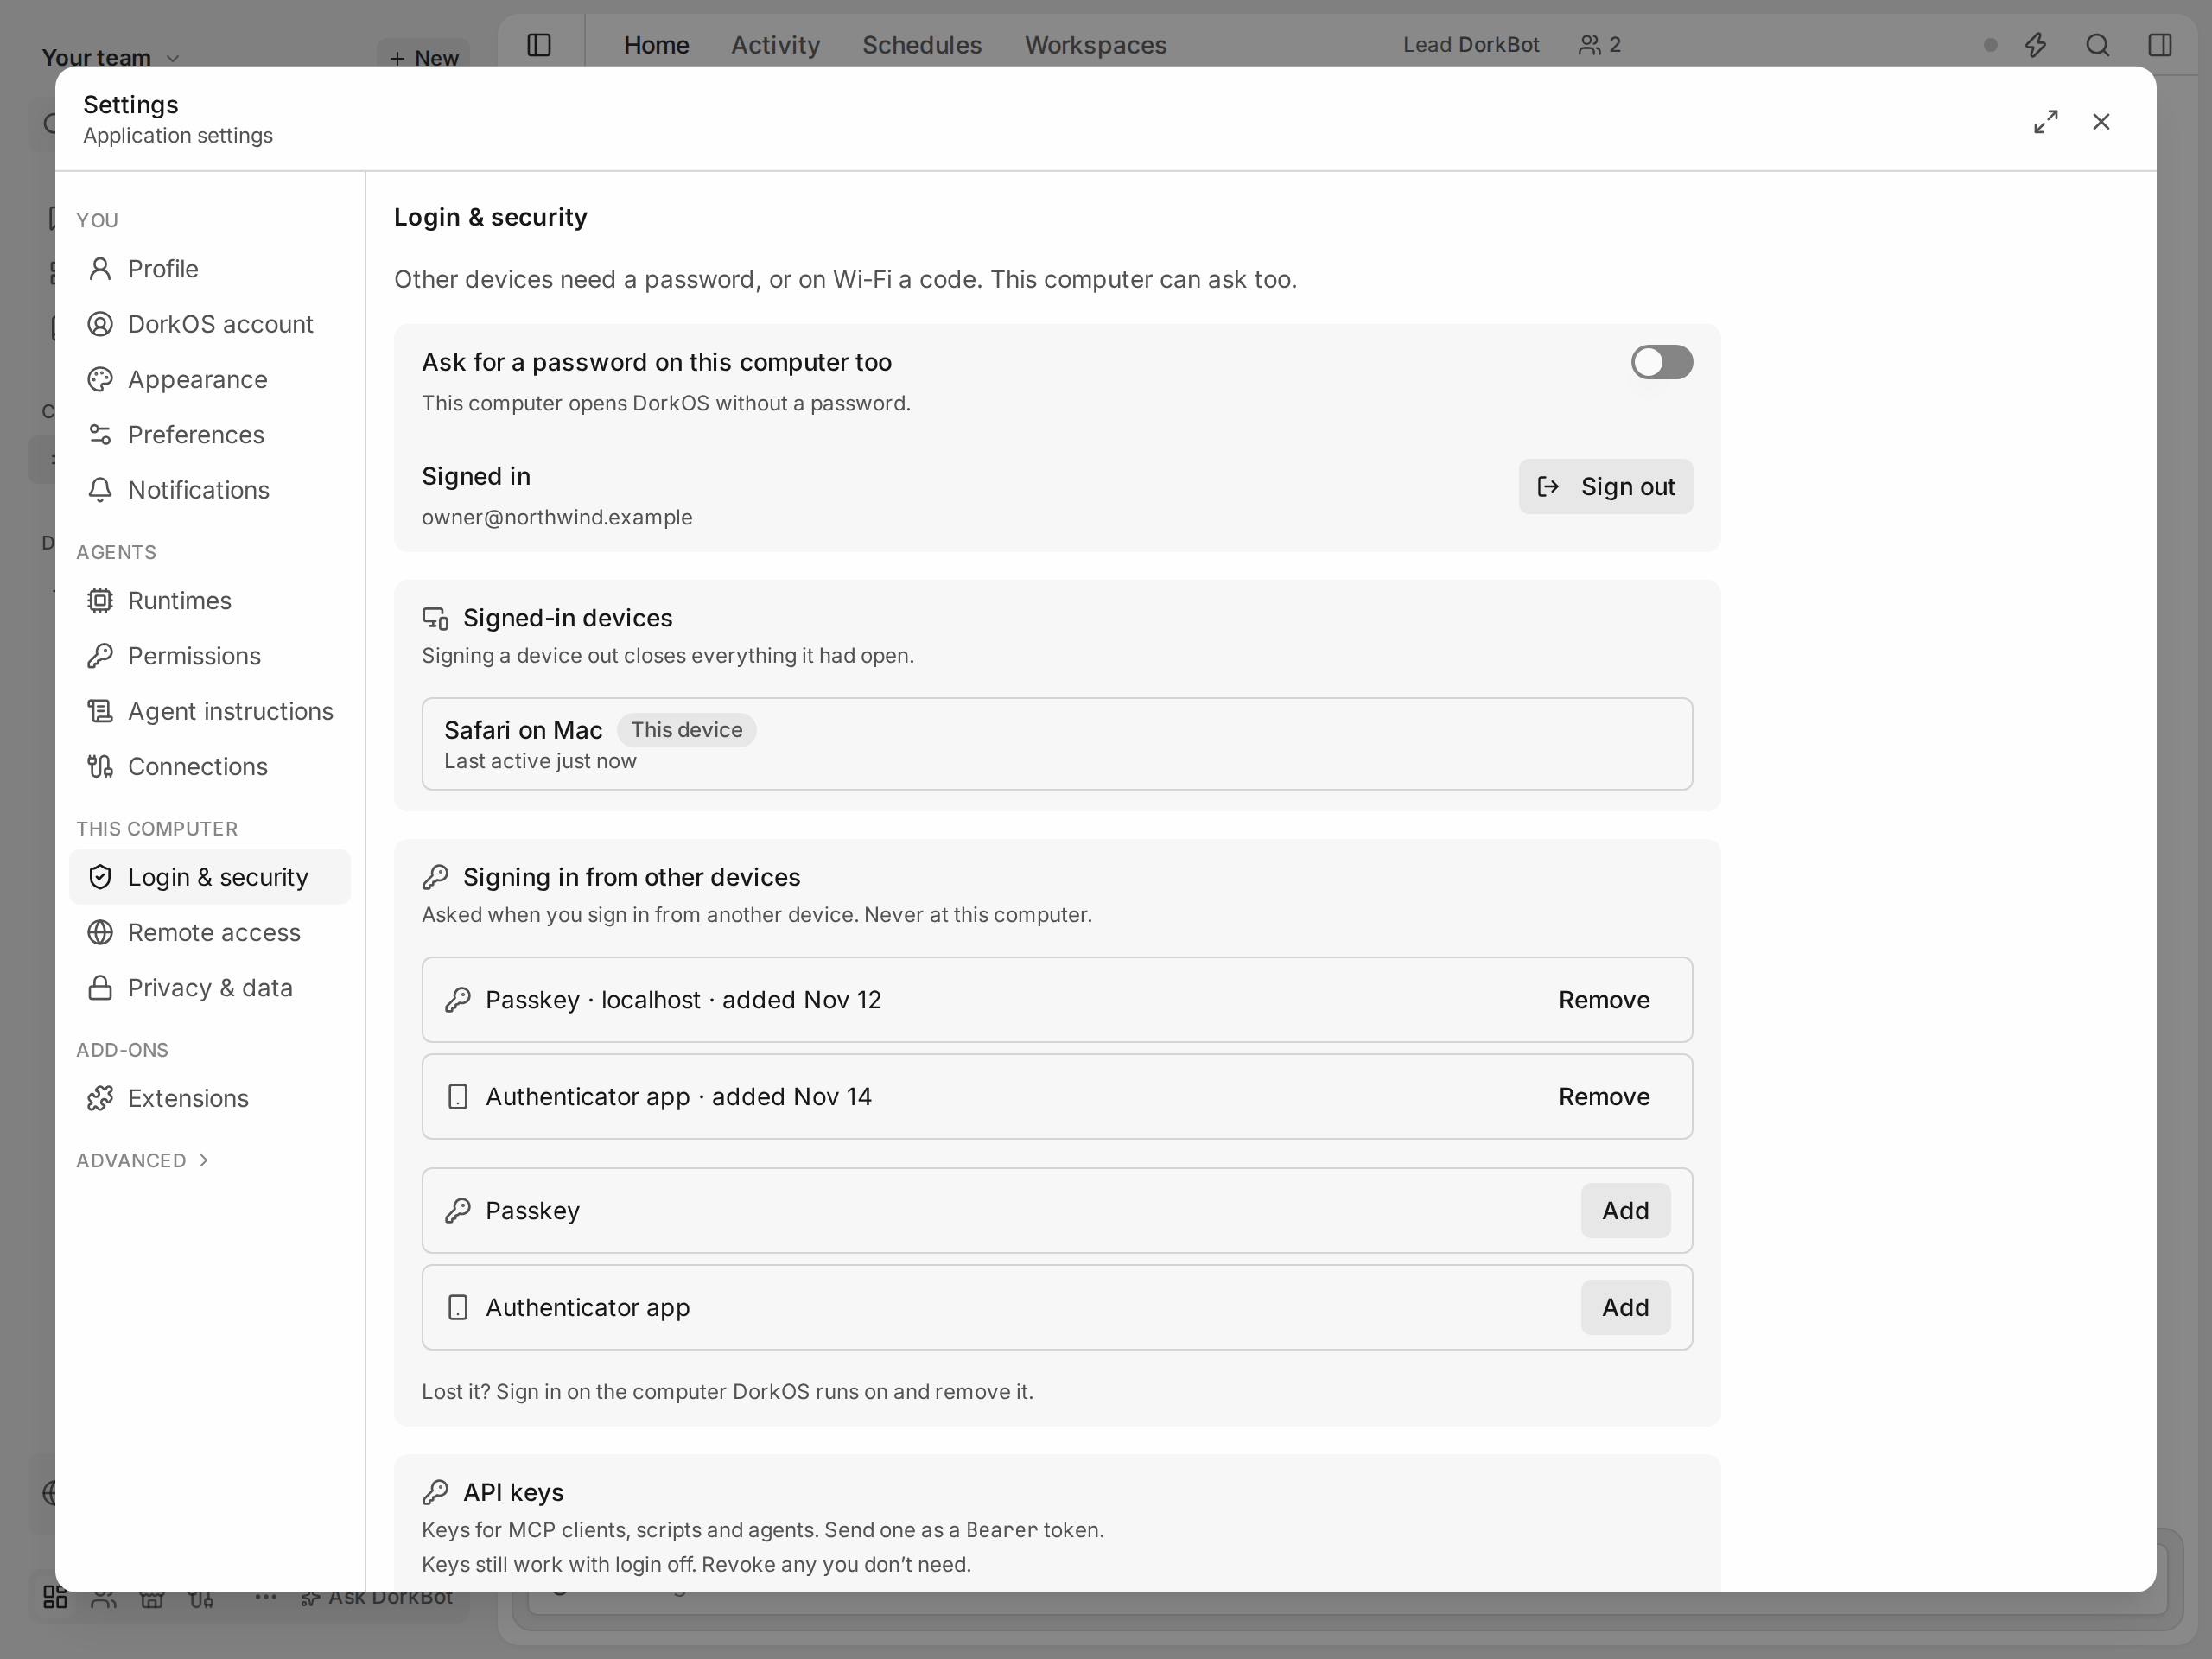 Your team
New
Home
Activity
Schedules
Workspaces
Lead DorkBot
2
Settings
Application settings
YOU
Profile
DorkOS account
Appearance
Preferences
Notifications
AGENTS
Runtimes
Permissions
Agent instructions
Connections
THIS COMPUTER
Login & security
Remote access
Privacy & data
ADD-ONS
Extensions
ADVANCED
Login & security
Other devices need a password, or on Wi-Fi a code. This computer can ask too.
Ask for a password on this computer too
This computer opens DorkOS without a password.
Signed in
owner@northwind.example
Sign out
Signed-in devices
Signing a device out closes everything it had open.
Safari on Mac
This device
Last active just now
Signing in from other devices
Asked when you sign in from another device. Never at this computer.
Passkey · localhost · added Nov 12
Remove
Authenticator app · added Nov 14
Remove
Passkey
Add
Authenticator app
Add
Lost it? Sign in on the computer DorkOS runs on and remove it.
API keys
Keys for MCP clients, scripts and agents. Send one as a Bearer token.
Keys still work with login off. Revoke any you don’t need.
Ask DorkBot